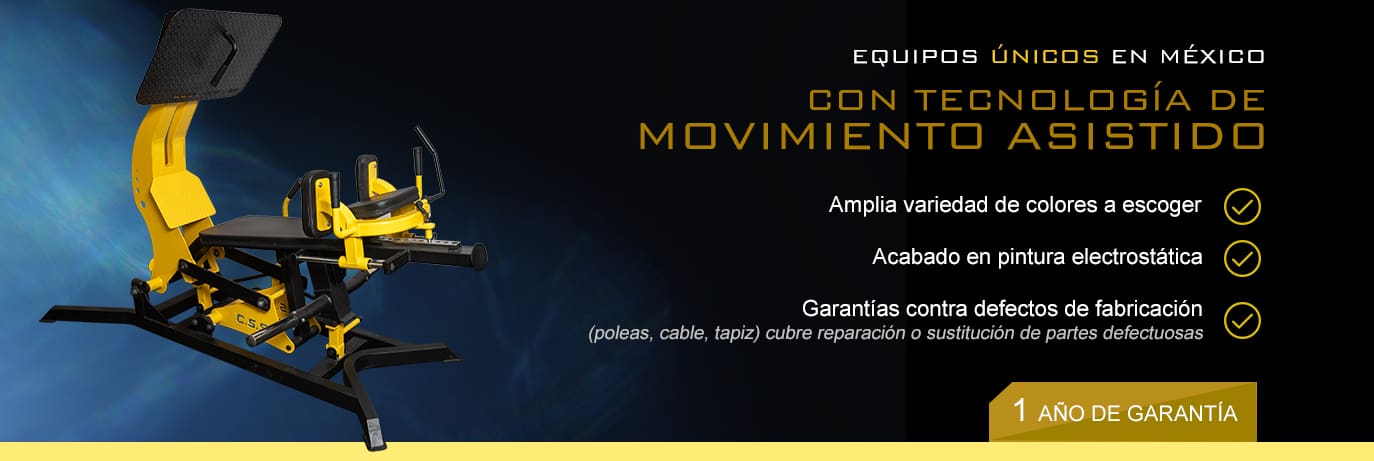 EQUIPOS ÚNICOS EN MÉXICO
CON TECNOLOGÍA DE
MOVIMIENTO ASISTIDO
Amplia variedad de colores a escoger
Acabado en pintura electrostática
Garantías contra defectos de fabricación
(poleas, cable, tapiz) cubre reparación o sustitución de partes defectuosas
1 AÑO DE GARANTÍA